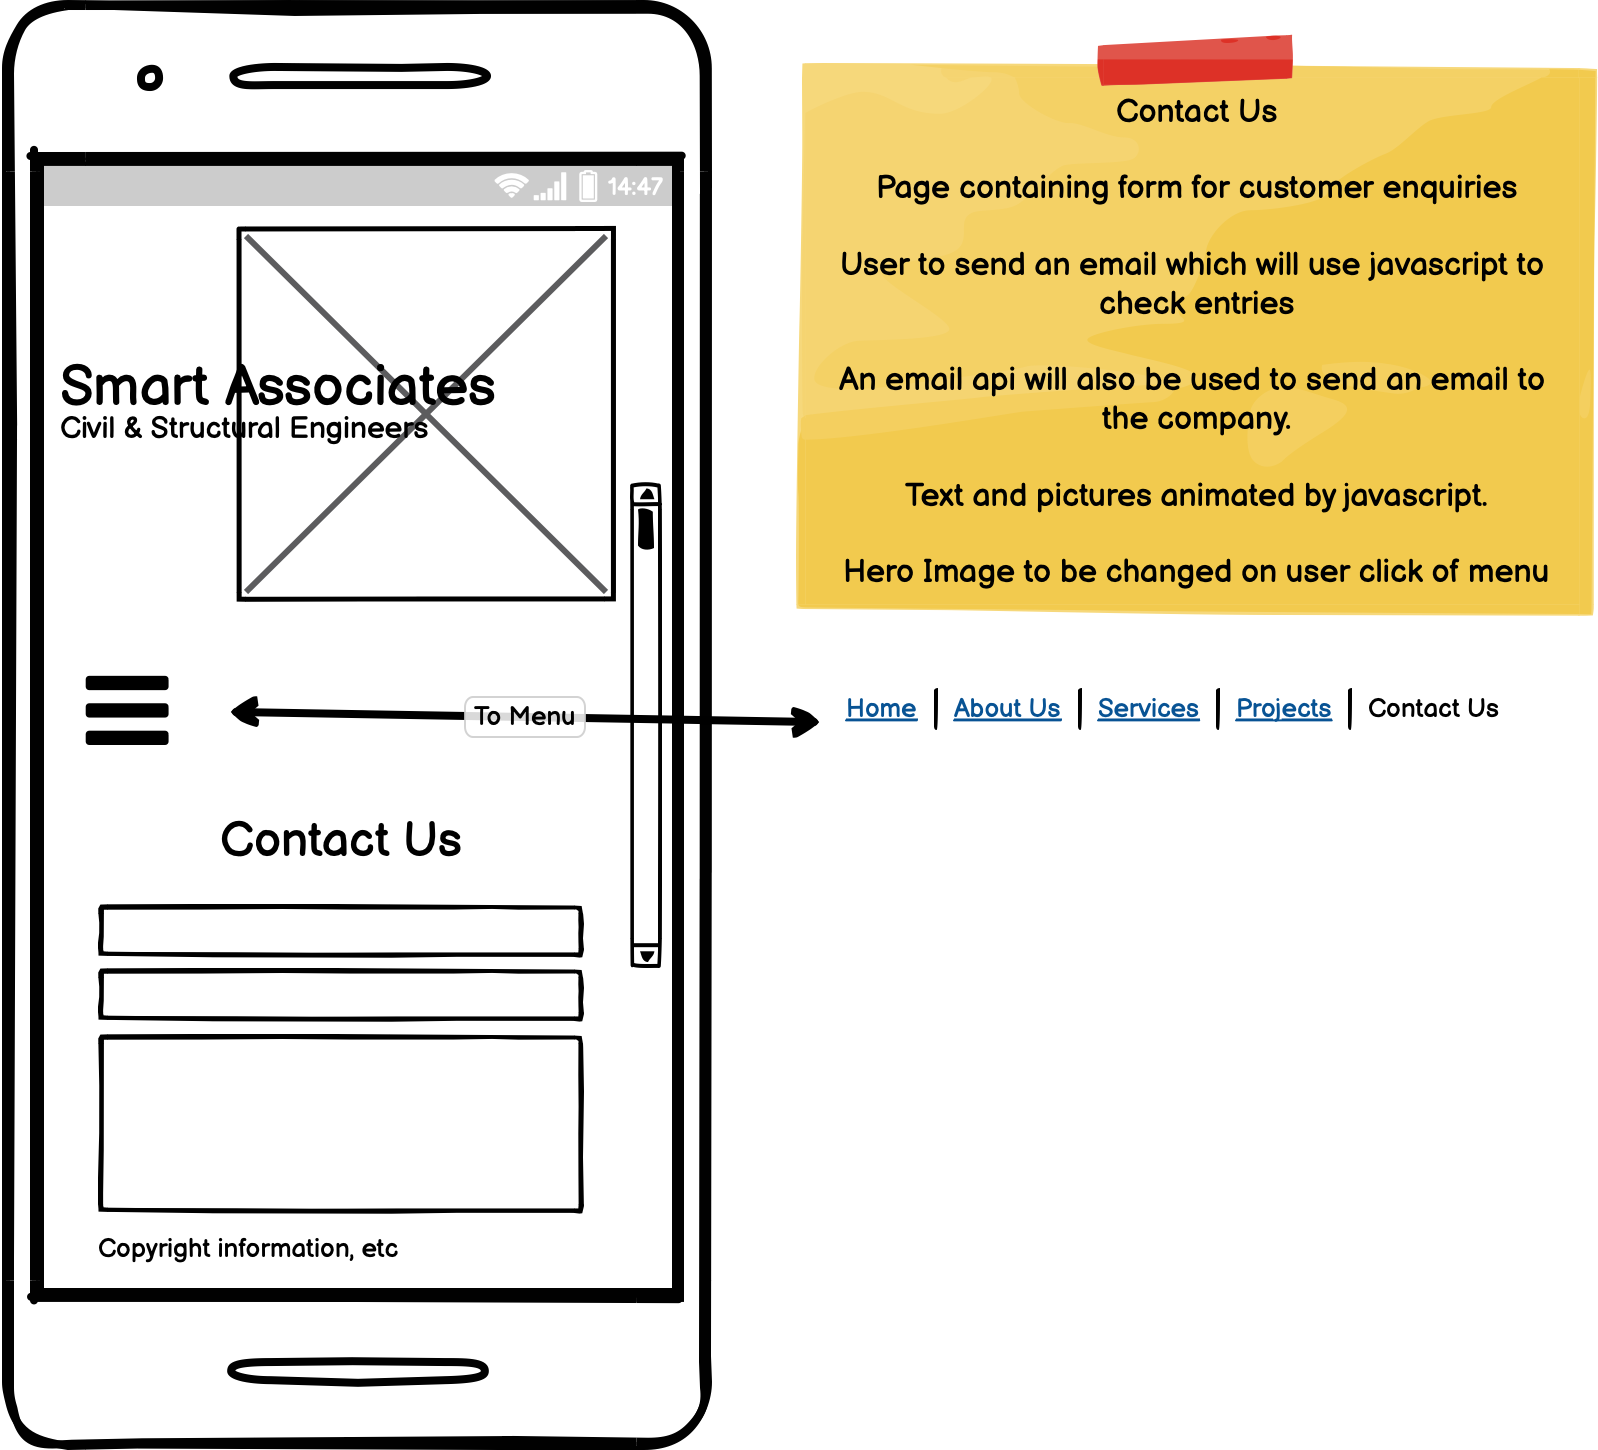 14:47
Smart Associates
Civil & Structural Engineers
To Menu
Contact Us
Copyright information, etc
Contact Us
Page containing form for customer enquiries
User to send an email which will use javascript to
check entries
An email api will also be used to send an email to
the company.
Text and pictures animated by javascript.
Hero Image to be changed on user click of menu
Home | About Us | Services | Projects | Contact Us